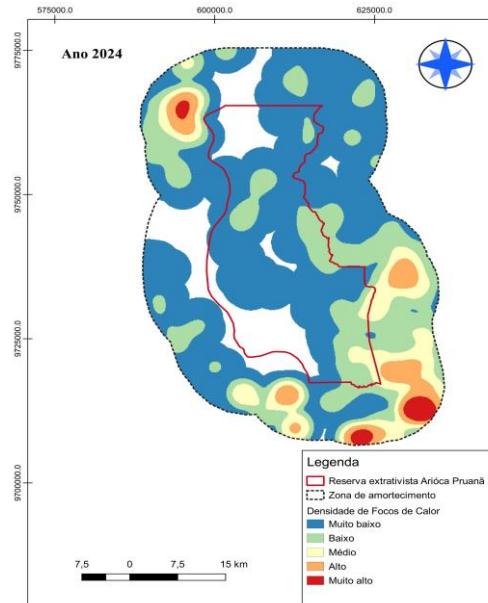 575000.0 600000.0 625000.0
Ano 2024
9775000.0
9750000.0
9725000.0
9700000.0
Legenda
Reserva extrativista Arióca Pruanã
Zona de amortecimento
Densidade de Focos de Calor
Muito baixo
Baixo
Médio
Alto
Muito alto
7,5 0 7,5 15 km